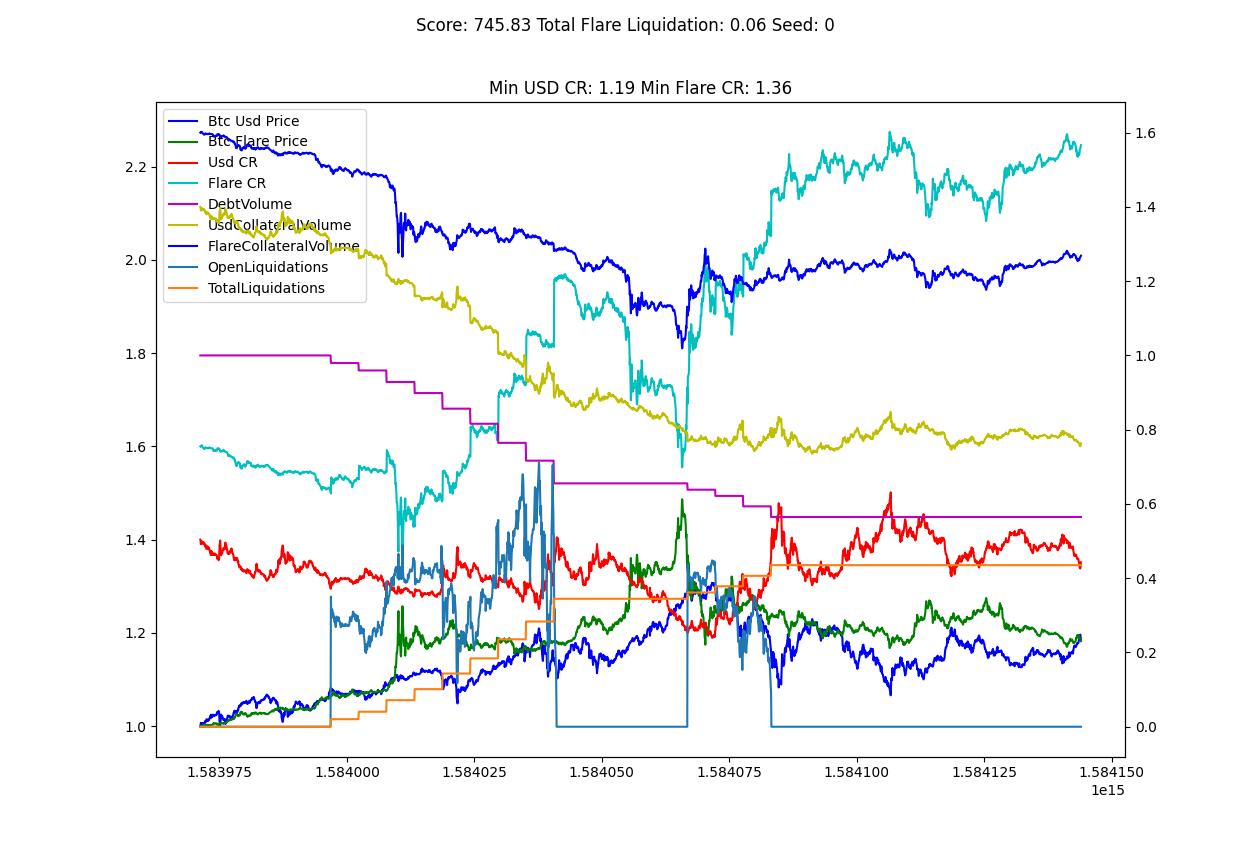 Score: 745.83 Total Flare Liquidation: 0.06 Seed: 0
Min USD CR: 1.19 Min Flare CR: 1.36
Btc Usd Price
Btc Flare Price
Usd CR
Flare CR
DebtVolume
UsdCollateralVolume
FlareCollateralVolume
OpenLiquidations
TotalLiquidations
2.2
2.0
1.8
1.6
1.4
1.2
1.0
1.6
1.4
1.2
1.0
0.8
0.6
0.4
0.2
0.0
1.583975 1.584000 1.584025 1.584050 1.584075 1.584100 1.584125 1.584150
1e15